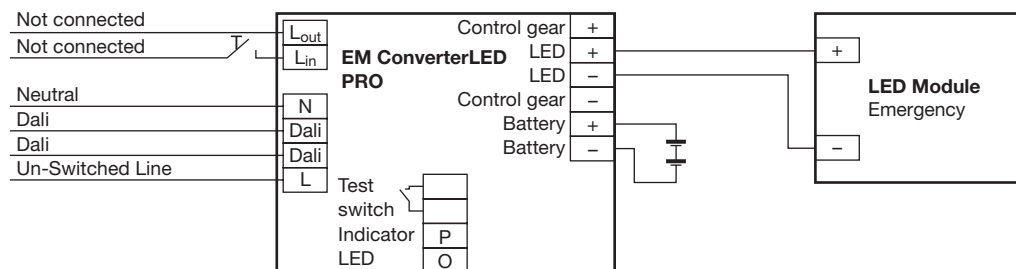 Not connected
Not connected
Neutral
Dali
Dali
Un-Switched Line
Lout
Lin
N
Dali
Dali
L
EM ConverterLED
PRO
Test
switch
Indicator P
LED O
Control gear +
LED +
LED –
Control gear –
Battery +
Battery –
+
–
LED Module
Emergency